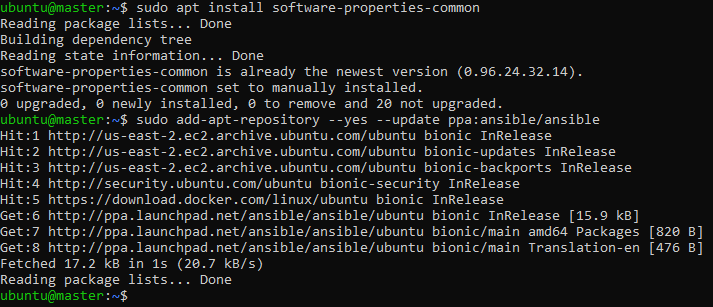 ubuntu@master:~$ sudo apt install software-properties-common
Reading package lists... Done
Building dependency tree
Reading state information... Done
software-properties-common is already the newest version (0.96.24.32.14).
software-properties-common set to manually installed.
0 upgraded, 0 newly installed, 0 to remove and 20 not upgraded.
ubuntu@master:~$ sudo add-apt-repository --yes --update ppa:ansible/ansible
Hit:1 http://us-east-2.ec2.archive.ubuntu.com/ubuntu bionic InRelease
Hit:2 http://us-east-2.ec2.archive.ubuntu.com/ubuntu bionic-updates InRelease
Hit:3 http://us-east-2.ec2.archive.ubuntu.com/ubuntu bionic-backports InRelease
Hit:4 http://security.ubuntu.com/ubuntu bionic-security InRelease
Hit:5 https://download.docker.com/linux/ubuntu bionic InRelease
Get:6 http://ppa.launchpad.net/ansible/ansible/ubuntu bionic InRelease [15.9 kB]
Get:7 http://ppa.launchpad.net/ansible/ansible/ubuntu bionic/main amd64 Packages [820 B]
Get:8 http://ppa.launchpad.net/ansible/ansible/ubuntu bionic/main Translation-en [476 B]
Fetched 17.2 kB in 1s (20.7 kB/s)
Reading package lists... Done
ubuntu@master:~$